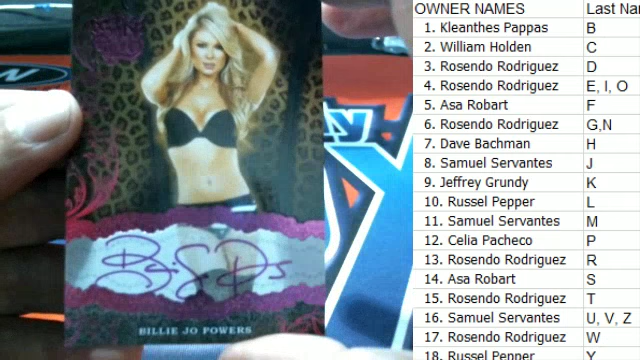 BILLIE JO POWERS
OWNER NAMES Last Na
1. Kleanthes Pappas B
2. William Holden C
3. Rosendo Rodriguez D
4. Rosendo Rodriguez E, I, O
5. Asa Robart F
6. Rosendo Rodriguez G,N
7. Dave Bachman H
8. Samuel Servantes J
9. Jeffrey Grundy K
10. Russel Pepper L
11. Samuel Servantes M
12. Celia Pacheco P
13. Rosendo Rodriguez R
14. Asa Robart S
15. Rosendo Rodriguez T
16. Samuel Servantes U, V, Z
17. Rosendo Rodriguez W
18. Russel Pepper Y